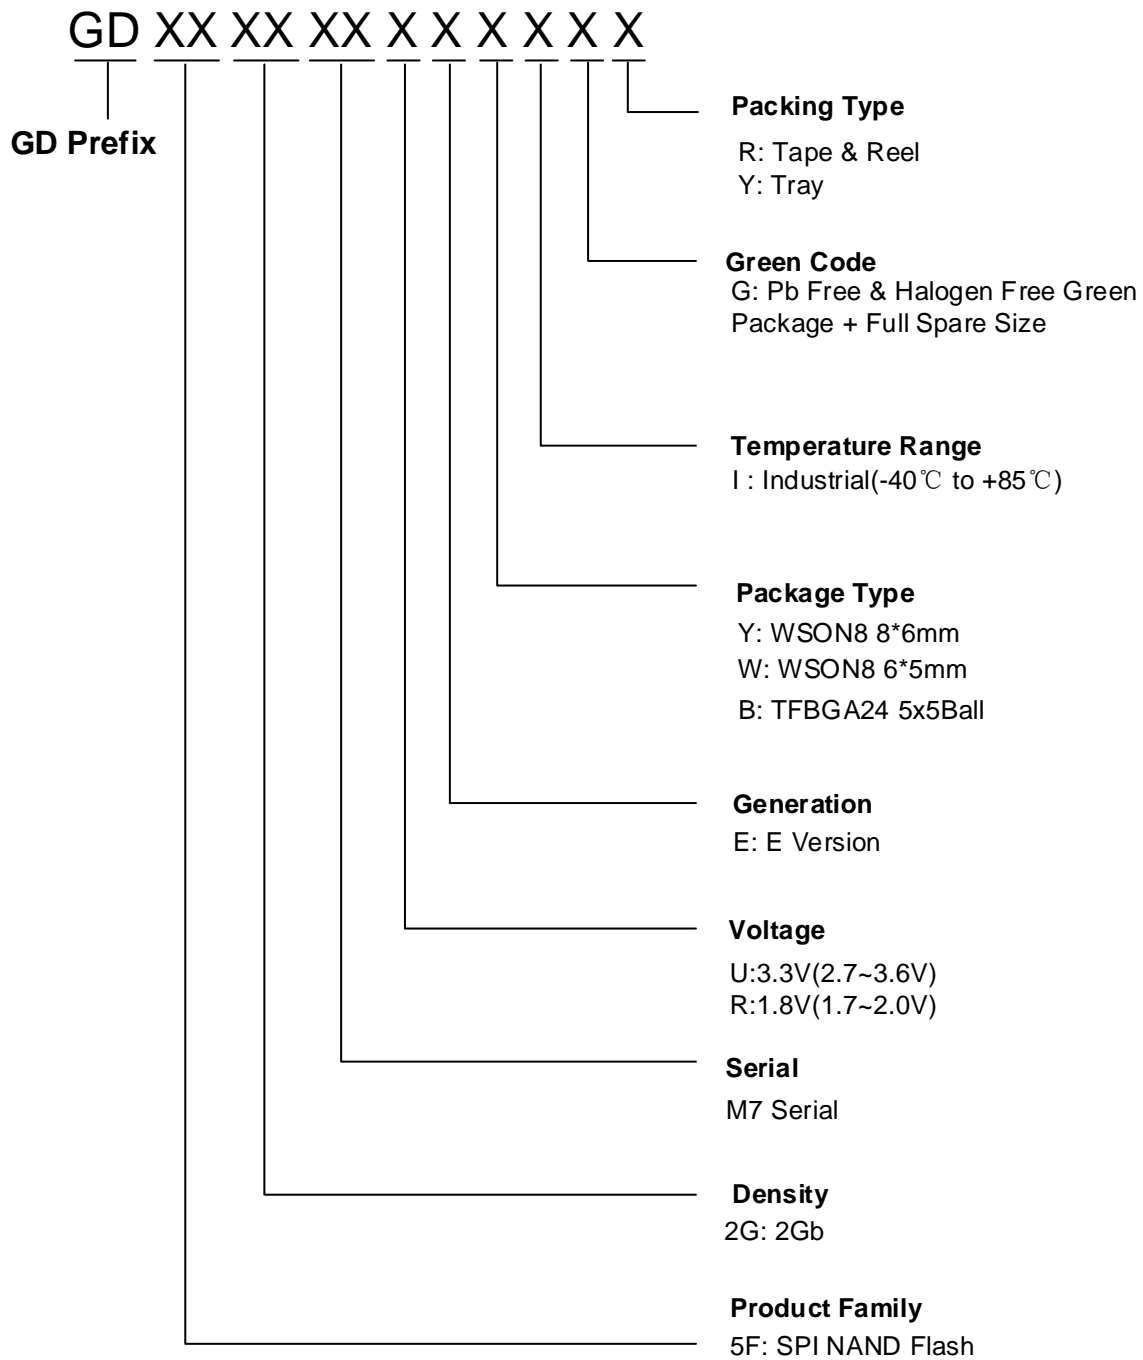 GD XX XX XX X X X X X X
GD Prefix
Packing Type
R: Tape & Reel
Y: Tray
Green Code
G: Pb Free & Halogen Free Green
Package + Full Spare Size
Temperature Range
I : Industrial(-40℃ to +85℃)
Package Type
Y: WSON8 8*6mm
W: WSON8 6*5mm
B: TFBGA24 5x5Ball
Generation
E: E Version
Voltage
U:3.3V(2.7~3.6V)
R:1.8V(1.7~2.0V)
Serial
M7 Serial
Density
2G: 2Gb
Product Family
5F: SPI NAND Flash